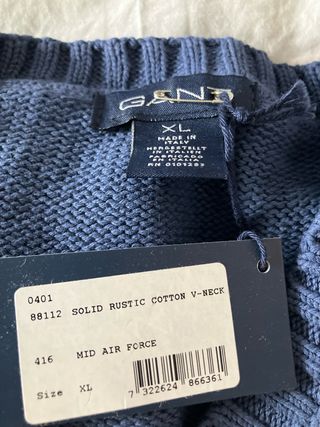 GANT
XL
MADE IN
ITALY
HERGESTELLT
IN ITALIEN
FABRICADO
EN ITALIA
RN 0101283
0401
88112 SOLID RUSTIC COTTON V-NECK
416 MID AIR FORCE
Size XL
7 322624 866361